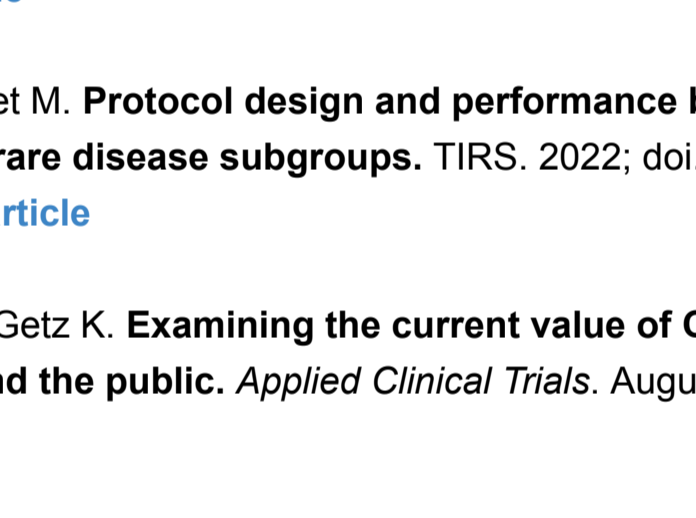 et M. Protocol design and performance
rare disease subgroups. TIRS. 2022; doi.
rticle
Getz K. Examining the current value of
nd the public. Applied Clinical Trials. Augu